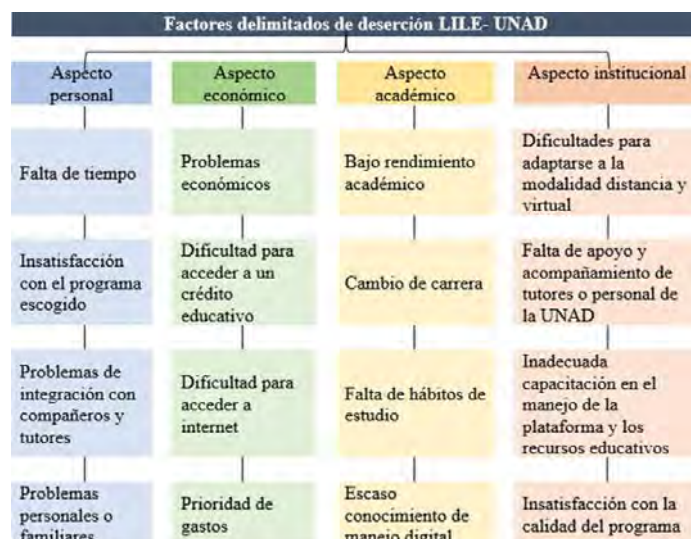 Factores delimitados de deserción LILE- UNAD
Aspecto
personal
Aspecto
económico
Aspecto
académico
Aspecto institucional
Falta de tiempo
Problemas
económicos
Bajo rendimiento
académico
Dificultades para
adaptarse a la
modalidad distancia y
virtual
Insatisfacción
con el programa
escogido
Dificultad para
acceder a un
crédito
educativo
Cambio de carrera
Falta de apoyo y
acompañamiento de
tutores o personal de
la UNAD
Problemas de
integración con
compañeros y
tutores
Dificultad para
acceder a
internet
Falta de hábitos de
estudio
Inadecuada
capacitación en el
manejo de la
plataforma y los
recursos educativos
Problemas
personales o
familiares
Prioridad de
gastos
Escaso
conocimiento de
manejo digital
Insatisfacción con la
calidad del programa